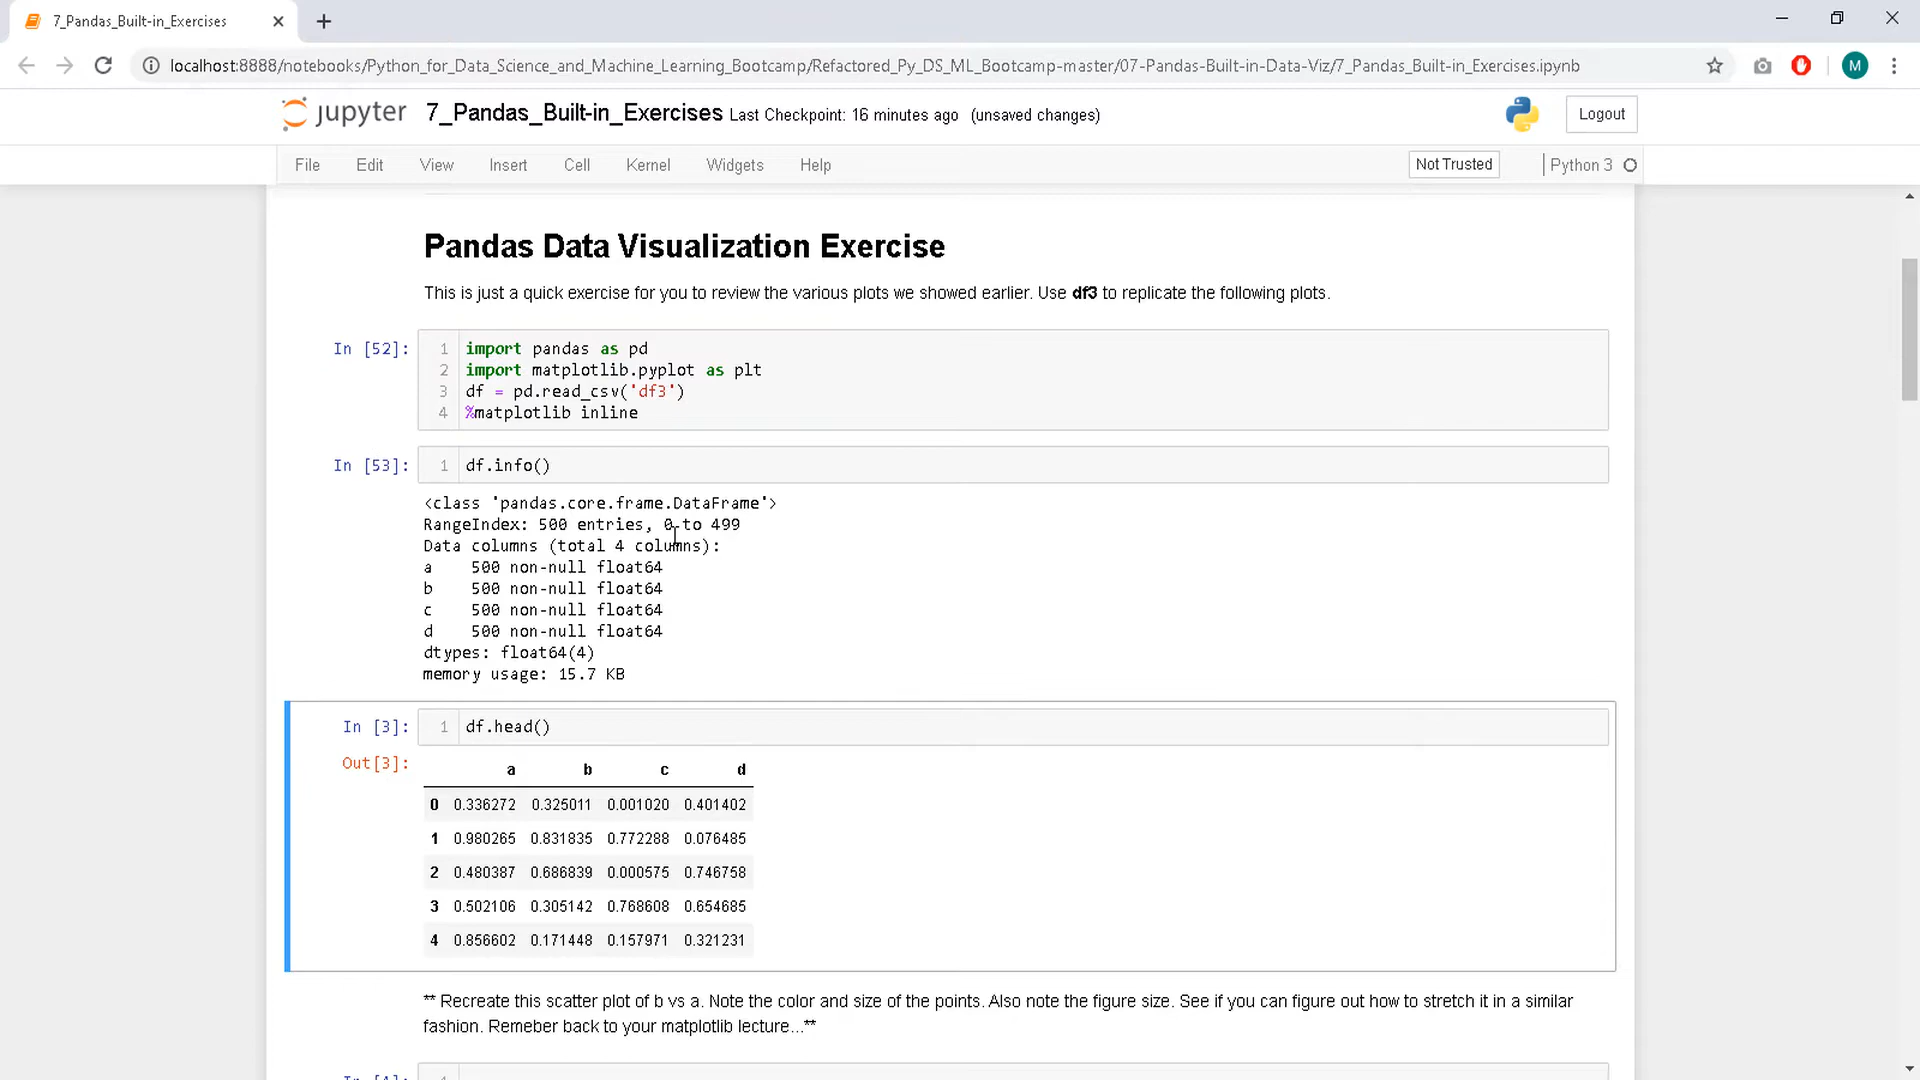 7_Pandas_Built-in_Exercises
localhost:8888/notebooks/Python_for_Data_Science_and_Machine_Learning_Bootcamp/Refactored_Py_DS_ML_Bootcamp-master/07-Pandas-Built-in-Data-Viz/7_Pandas_Built-in_Exercises.ipynb
M
jupyter 7_Pandas_Built-in_Exercises Last Checkpoint: 16 minutes ago (unsaved changes)
Logout
File Edit View Insert Cell Kernel Widgets Help
Not Trusted
Python 3
Pandas Data Visualization Exercise
This is just a quick exercise for you to review the various plots we showed earlier. Use df3 to replicate the following plots.
In [52]: 1 import pandas as pd
2 import matplotlib.pyplot as plt
3 df = pd.read_csv('df3')
4 %matplotlib inline
In [53]: 1 df.info()
<class 'pandas.core.frame.DataFrame'>
RangeIndex: 500 entries, 0 to 499
Data columns (total 4 columns):
a 500 non-null float64
b 500 non-null float64
c 500 non-null float64
d 500 non-null float64
dtypes: float64(4)
memory usage: 15.7 KB
In [3]: 1 df.head()
Out[3]:
a b c d
0 0.336272 0.325011 0.001020 0.401402
1 0.980265 0.831835 0.772288 0.076485
2 0.480387 0.686839 0.000575 0.746758
3 0.502106 0.305142 0.768608 0.654685
4 0.856602 0.171448 0.157971 0.321231
** Recreate this scatter plot of b vs a. Note the color and size of the points. Also note the figure size. See if you can figure out how to stretch it in a similar
fashion. Remeber back to your matplotlib lecture...**